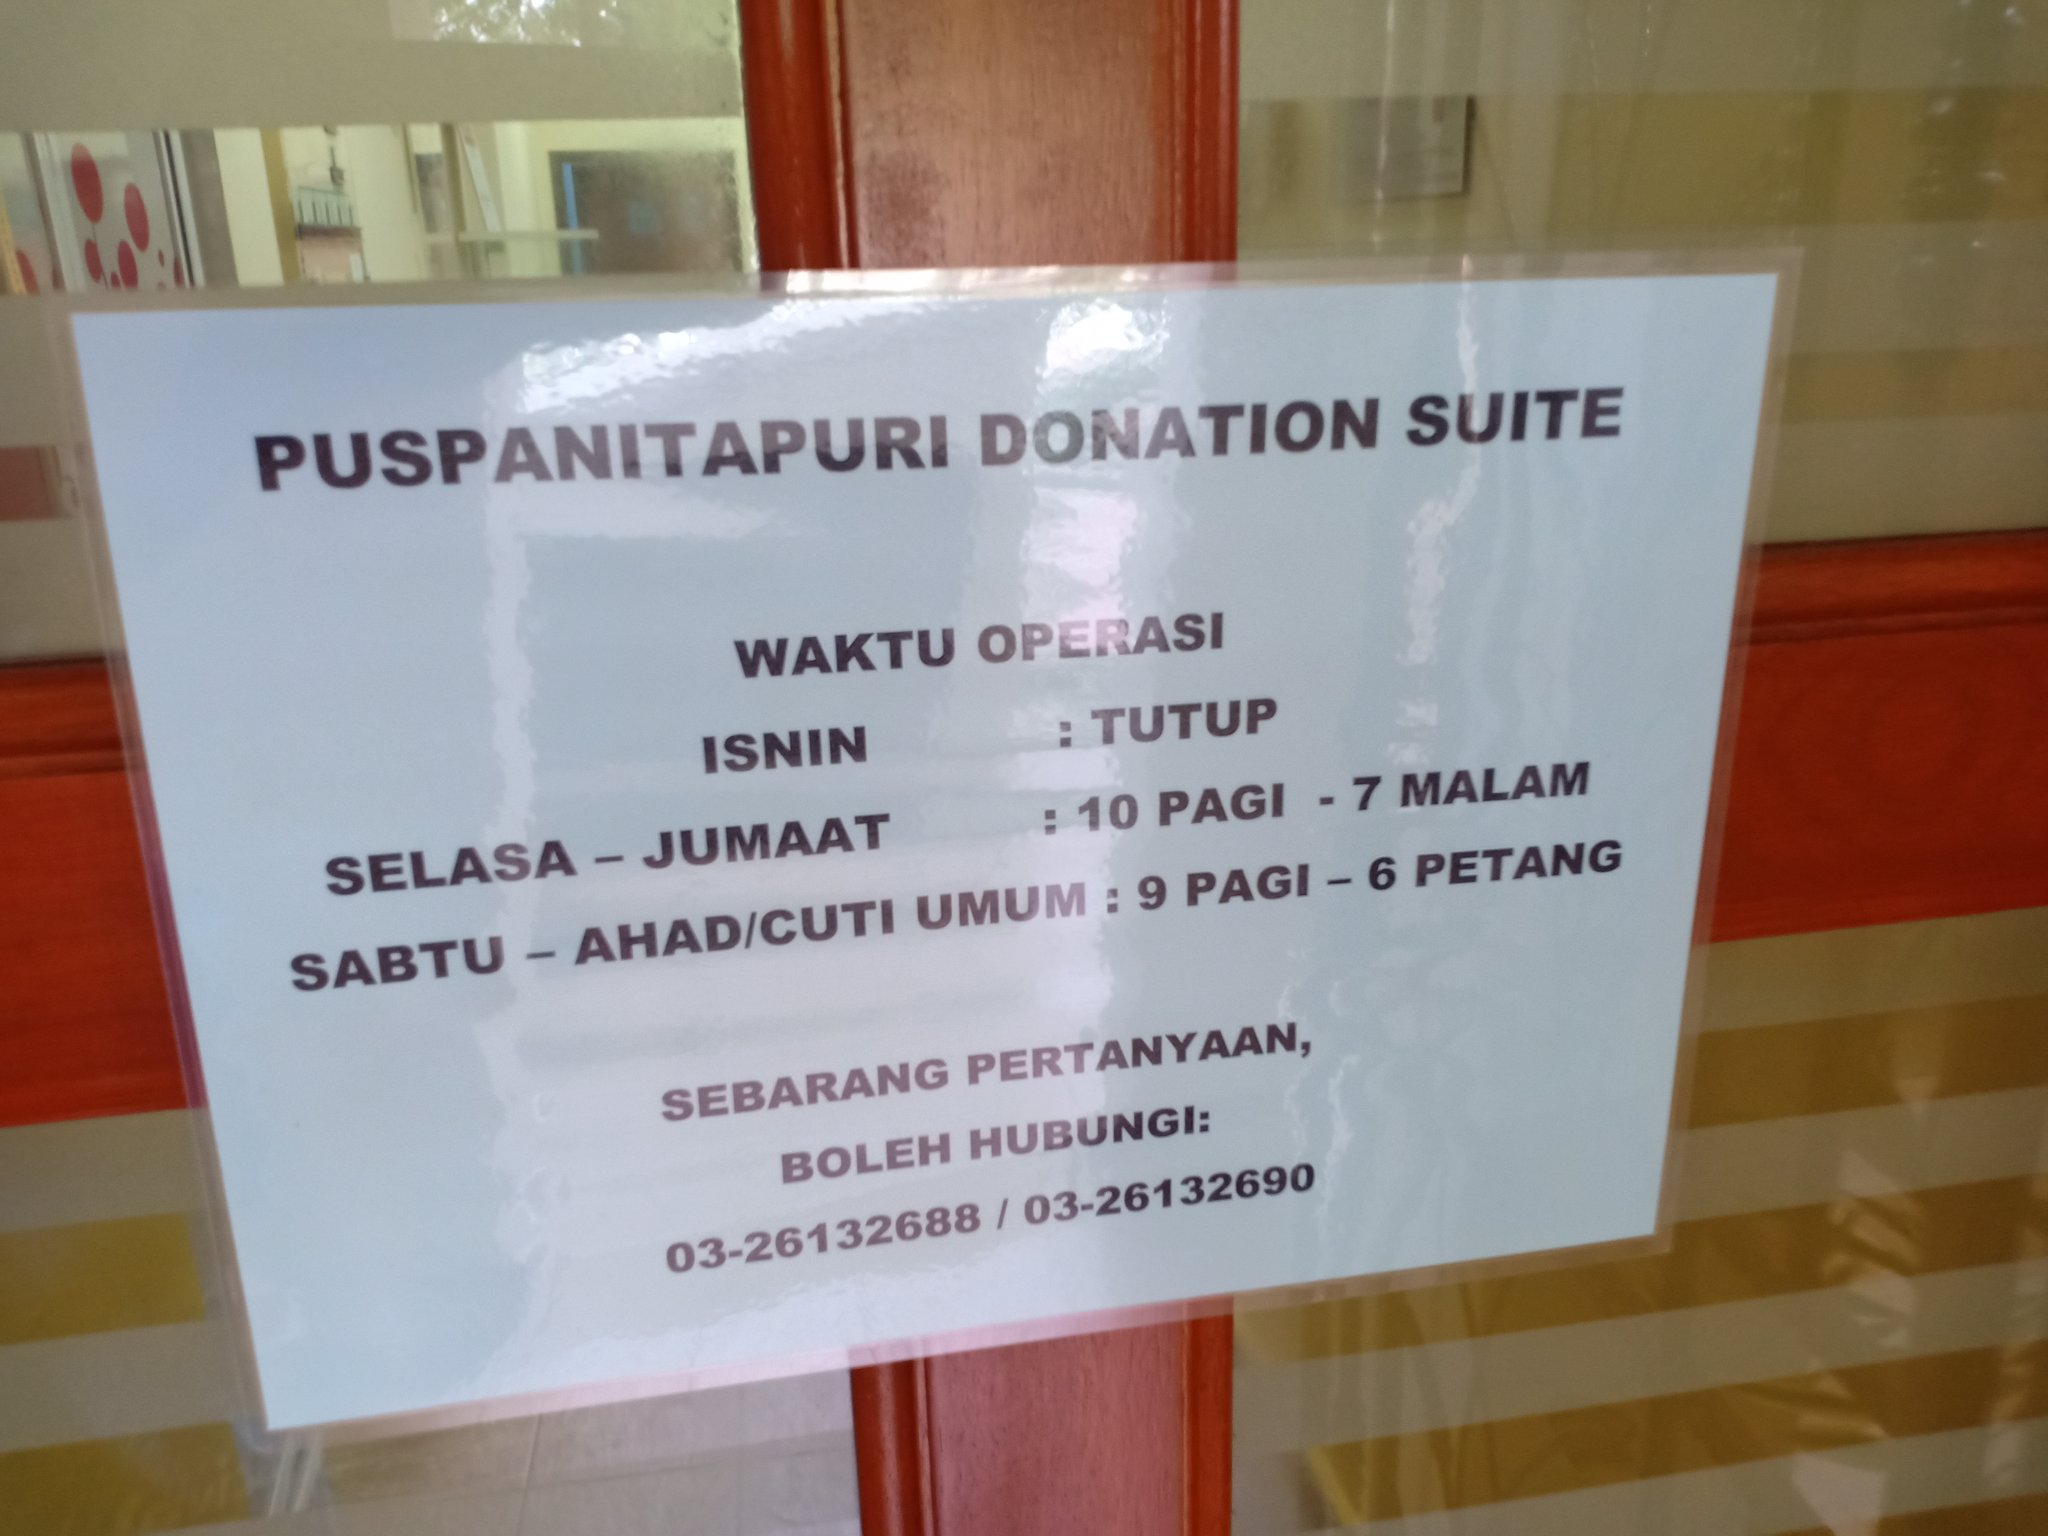 PUSPANITAPURI DONATION SUITE
WAKTU OPERASI
ISNIN : TUTUP
SELASA – JUMAAT : 10 PAGI - 7 MALAM
SABTU – AHAD/CUTI UMUM : 9 PAGI – 6 PETANG
SEBARANG PERTANYAAN,
BOLEH HUBUNGI:
03-26132688 / 03-26132690